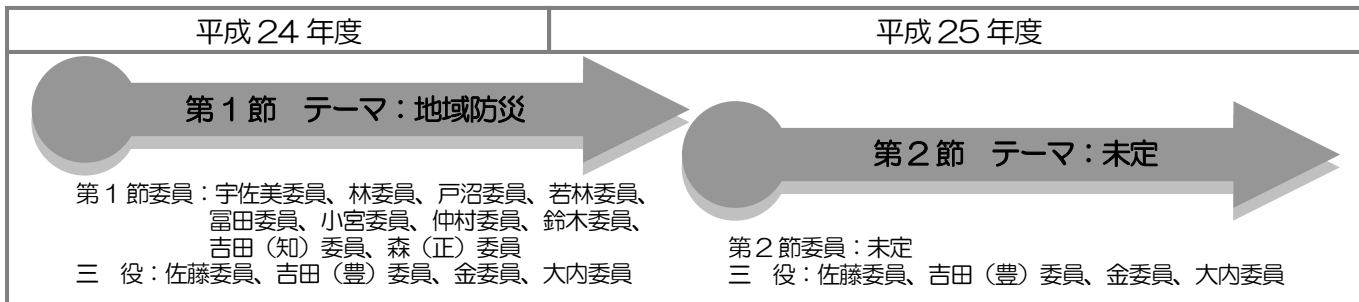 平成24年度
平成25年度
第1節 テーマ:地域防災
第2節 テーマ:未定
第1節委員:宇佐美委員、林委員、戸沼委員、若林委員、
冨田委員、小宮委員、仲村委員、鈴木委員、
吉田(知)委員、森(正)委員
三 役:佐藤委員、吉田(豊)委員、金委員、大内委員
第2節委員:未定
三 役:佐藤委員、吉田(豊)委員、金委員、大内委員